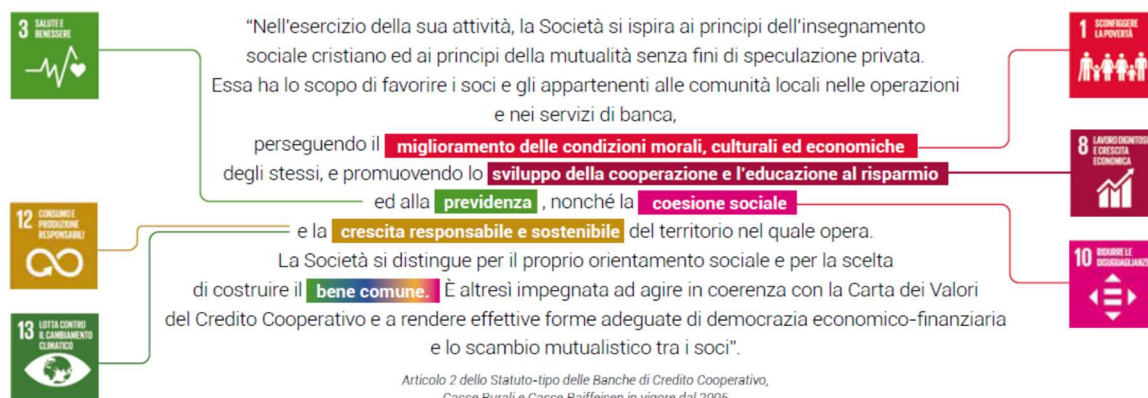 3 SALUTE E
BENESSERE
"Nell'esercizio della sua attività, la Società si ispira ai principi dell'insegnamento
sociale cristiano ed ai principi della mutualità senza fini di speculazione privata.
Essa ha lo scopo di favorire i soci e gli appartenenti alle comunità locali nelle operazioni
e nei servizi di banca,
perseguendo il miglioramento delle condizioni morali, culturali ed economiche
degli stessi, e promuovendo lo sviluppo della cooperazione e l'educazione al risparmio
ed alla previdenza , nonché la coesione sociale
e la crescita responsabile e sostenibile del territorio nel quale opera.
La Società si distingue per il proprio orientamento sociale e per la scelta
di costruire il bene comune. È altresì impegnata ad agire in coerenza con la Carta dei Valori
del Credito Cooperativo e a rendere effettive forme adeguate di democrazia economico-finanziaria
e lo scambio mutualistico tra i soci".
Articolo 2 dello Statuto-tipo delle Banche di Credito Cooperativo,
Casse Rurali e Casse Raiffeisen in vigore dal 2005
12 CONSUMO E
PRODUZIONE
RESPONSABILI
13 LOTTA CONTRO
IL CAMBIAMENTO
CLIMATICO
1 SCONFIGGERE
LA POVERTÀ
8 LAVORO DIGNITOSO
E CRESCITA
ECONOMICA
10 RIDURRE LE
DISUGUAGLIANZE